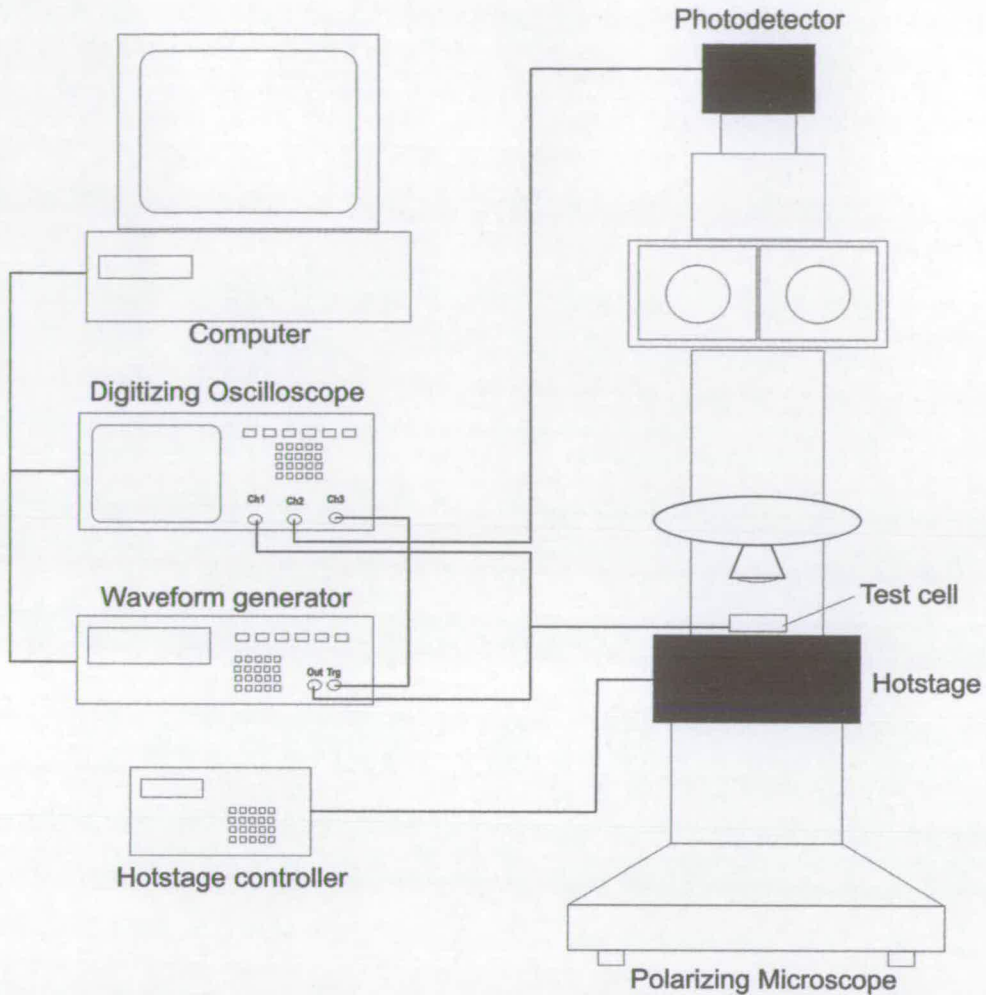 Photodetector
Computer
Digitizing Oscilloscope
Ch1 Ch2 Ch3
Waveform generator
Test cell
Out Trg
Hotstage
Hotstage controller
Polarizing Microscope